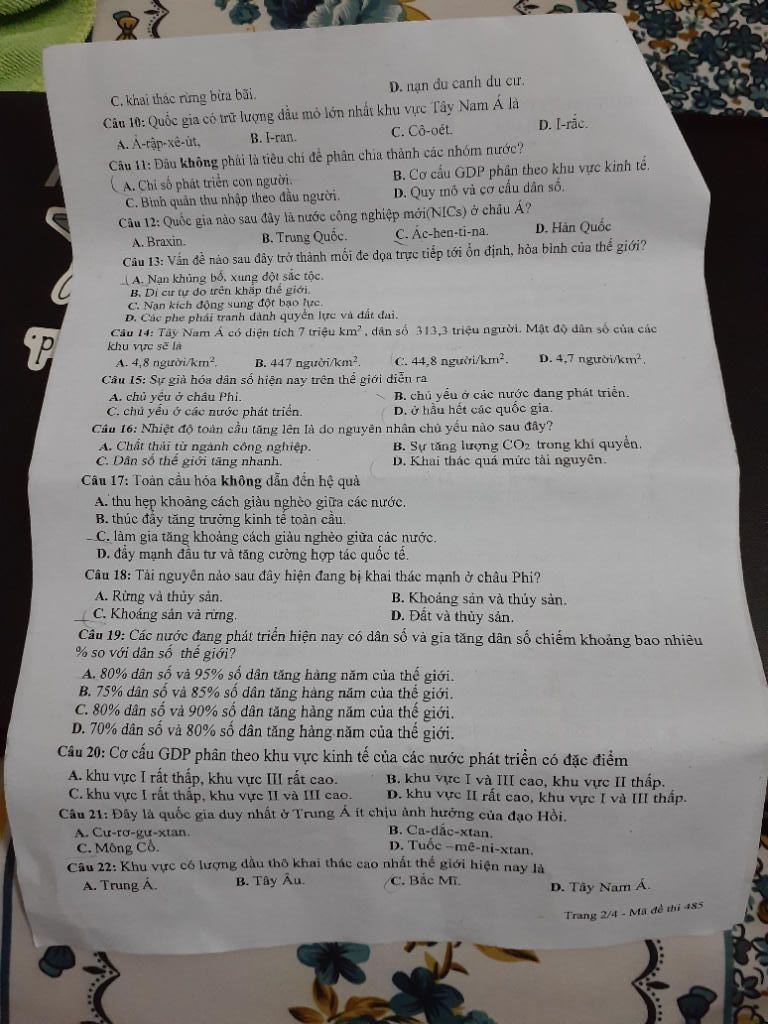 C. khai thác rừng bừa bãi. D. nạn du canh du cư.
Câu 10: Quốc gia có trữ lượng dầu mỏ lớn nhất khu vực Tây Nam Á là
A. Ả-rập-xê-út, B. I-ran. C. Cô-oét. D. I-rắc.
Câu 11: Đâu không phải là tiêu chí để phân chia thành các nhóm nước?
A. Chỉ số phát triển con người. B. Cơ cấu GDP phân theo khu vực kinh tế.
C. Bình quân thu nhập theo đầu người. D. Quy mô và cơ cấu dân số.
Câu 12: Quốc gia nào sau đây là nước công nghiệp mới(NICs) ở châu Á?
A. Braxin. B. Trung Quốc. C. Ác-hen-ti-na. D. Hàn Quốc
Câu 13: Vấn đề nào sau đây trở thành mối đe dọa trực tiếp tới ổn định, hòa bình của thế giới?
A. Nạn khủng bố, xung đột sắc tộc.
B. Di cư tự do trên khắp thế giới.
C. Nạn kích động sung đột bạo lực.
D. Các phe phái tranh dành quyền lực và đất đai.
Câu 14: Tây Nam Á có diện tích 7 triệu km², dân số 313,3 triệu người. Mật độ dân số của các
khu vực sẽ là
A. 4,8 người/km². B. 447 người/km². C. 44,8 người/km². D. 4,7 người/km².
Câu 15: Sự già hóa dân số hiện nay trên thế giới diễn ra
A. chủ yếu ở châu Phi. B. chủ yếu ở các nước đang phát triển.
C. chủ yếu ở các nước phát triển. D. ở hầu hết các quốc gia.
Câu 16: Nhiệt độ toàn cầu tăng lên là do nguyên nhân chủ yếu nào sau đây?
A. Chất thải từ ngành công nghiệp. B. Sự tăng lượng CO₂ trong khí quyển.
C. Dân số thế giới tăng nhanh. D. Khai thác quá mức tài nguyên.
Câu 17: Toàn cầu hóa không dẫn đến hệ quả
A. thu hẹp khoảng cách giàu nghèo giữa các nước.
B. thúc đẩy tăng trưởng kinh tế toàn cầu.
C. làm gia tăng khoảng cách giàu nghèo giữa các nước.
D. đẩy mạnh đầu tư và tăng cường hợp tác quốc tế.
Câu 18: Tài nguyên nào sau đây hiện đang bị khai thác mạnh ở châu Phi?
A. Rừng và thủy sản. B. Khoáng sản và thủy sản.
C. Khoáng sản và rừng. D. Đất và thủy sản.
Câu 19: Các nước đang phát triển hiện nay có dân số và gia tăng dân số chiếm khoảng bao nhiêu
% so với dân số thế giới?
A. 80% dân số và 95% số dân tăng hàng năm của thế giới.
B. 75% dân số và 85% số dân tăng hàng năm của thế giới.
C. 80% dân số và 90% số dân tăng hàng năm của thế giới.
D. 70% dân số và 80% số dân tăng hàng năm của thế giới.
Câu 20: Cơ cấu GDP phân theo khu vực kinh tế của các nước phát triển có đặc điểm
A. khu vực I rất thấp, khu vực III rất cao. B. khu vực I và III cao, khu vực II thấp.
C. khu vực I rất thấp, khu vực II và III cao. D. khu vực II rất cao, khu vực I và III thấp.
Câu 21: Đây là quốc gia duy nhất ở Trung Á ít chịu ảnh hưởng của đạo Hồi.
A. Cư-rơ-gư-xtan. B. Ca-dắc-xtan.
C. Mông Cổ. D. Tuốc –mê-ni-xtan.
Câu 22: Khu vực có lượng dầu thô khai thác cao nhất thế giới hiện nay là
A. Trung Á. B. Tây Âu. C. Bắc Mĩ. D. Tây Nam Á.
Trang 2/4 - Mã đề thi 485